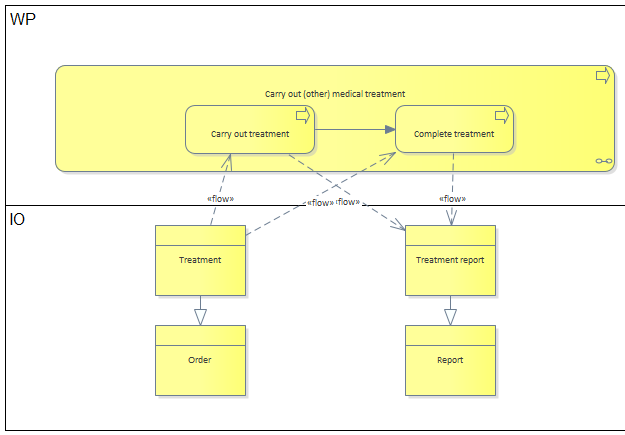 WP
Carry out (other) medical treatment
Carry out treatment
Complete treatment
«flow»
«flow»
flow»
«flow»
IO
Treatment
Treatment report
Order
Report